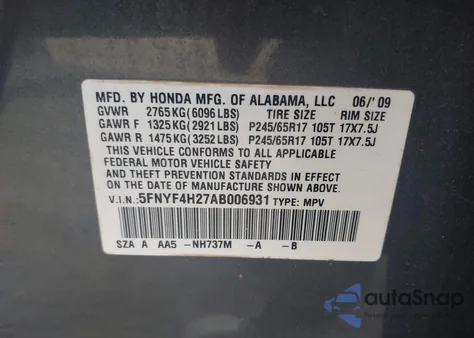 MFD. BY HONDA MFG. OF ALABAMA, LLC 06/'09
GVWR 2765KG(6096LBS) TIRE SIZE RIM SIZE
GAWR F 1325KG(2921LBS) P245/65R17 105T 17X7.5J
GAWR R 1475KG(3252LBS) P245/65R17 105T 17X7.5J
THIS VEHICLE CONFORMS TO ALL APPLICABLE
FEDERAL MOTOR VEHICLE SAFETY
AND THEFT PREVENTION STANDARDS IN
EFFECT ON THE DATE OF MANUFACTURE
SHOWN ABOVE.
V.I.N.:5FNYF4H27AB006931 TYPE: MPV
SZA A AA5 -NH737M -A -B
autoSnap